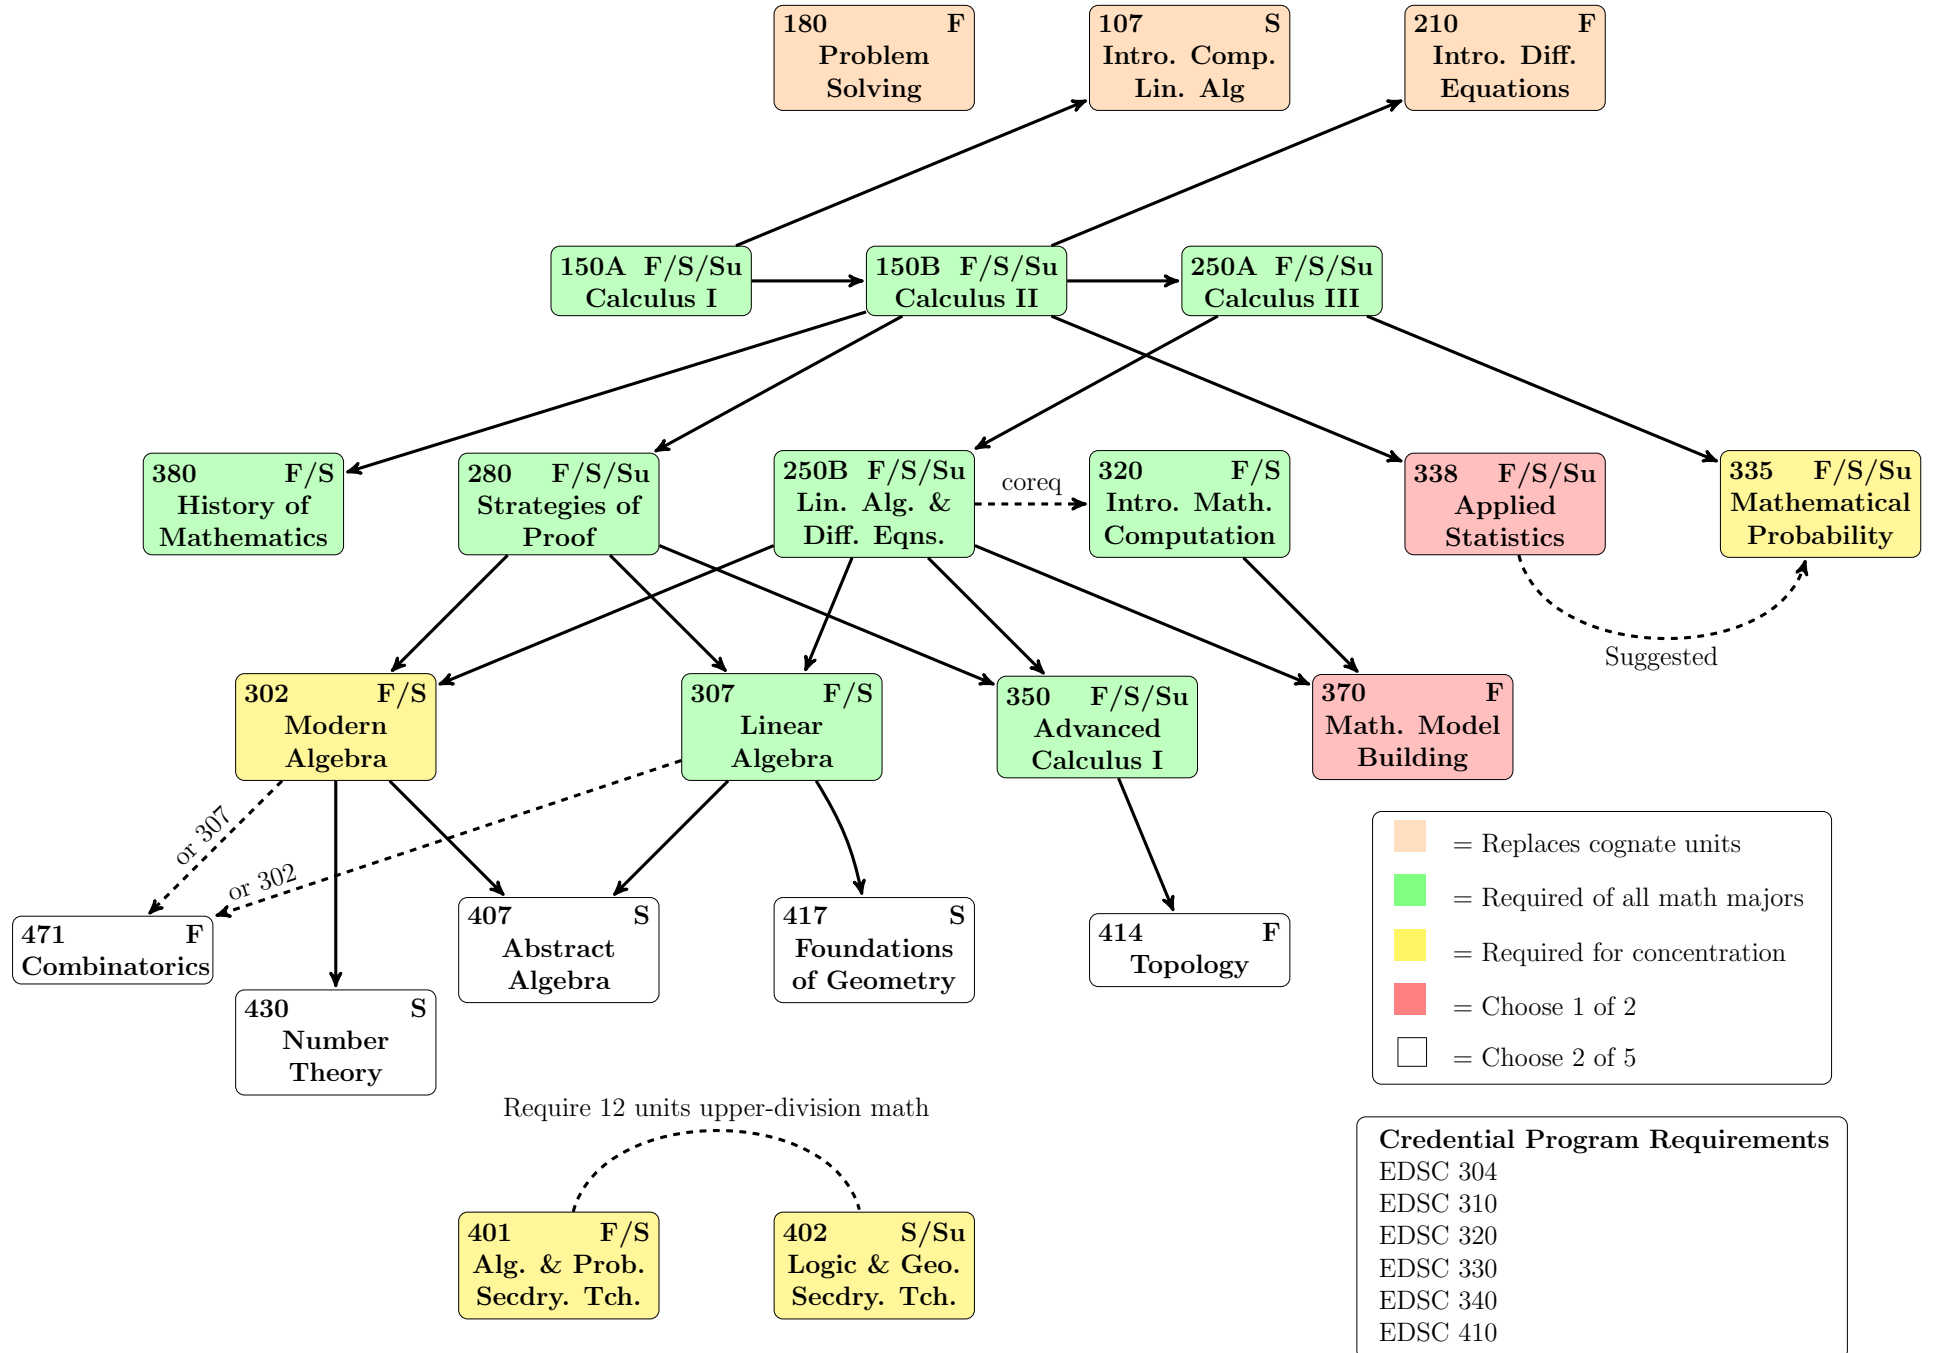 180 F
Problem
Solving
107 S
Intro. Comp.
Lin. Alg
210 F
Intro. Diff.
Equations
150A F/S/Su
Calculus I
150B F/S/Su
Calculus II
250A F/S/Su
Calculus III
380 F/S
History of
Mathematics
280 F/S/Su
Strategies of
Proof
250B F/S/Su
Lin. Alg. &
Diff. Eqns.
coreq
320 F/S
Intro. Math.
Computation
338 F/S/Su
Applied
Statistics
335 F/S/Su
Mathematical
Probability
Suggested
302 F/S
Modern
Algebra
307 F/S
Linear
Algebra
350 F/S/Su
Advanced
Calculus I
370 F
Math. Model
Building
or 307
or 302
471 F
Combinatorics
430 S
Number
Theory
407 S
Abstract
Algebra
417 S
Foundations
of Geometry
414 F
Topology
= Replaces cognate units
= Required of all math majors
= Required for concentration
= Choose 1 of 2
= Choose 2 of 5
Require 12 units upper-division math
401 F/S
Alg. & Prob.
Secdry. Tch.
402 S/Su
Logic & Geo.
Secdry. Tch.
Credential Program Requirements
EDSC 304
EDSC 310
EDSC 320
EDSC 330
EDSC 340
EDSC 410